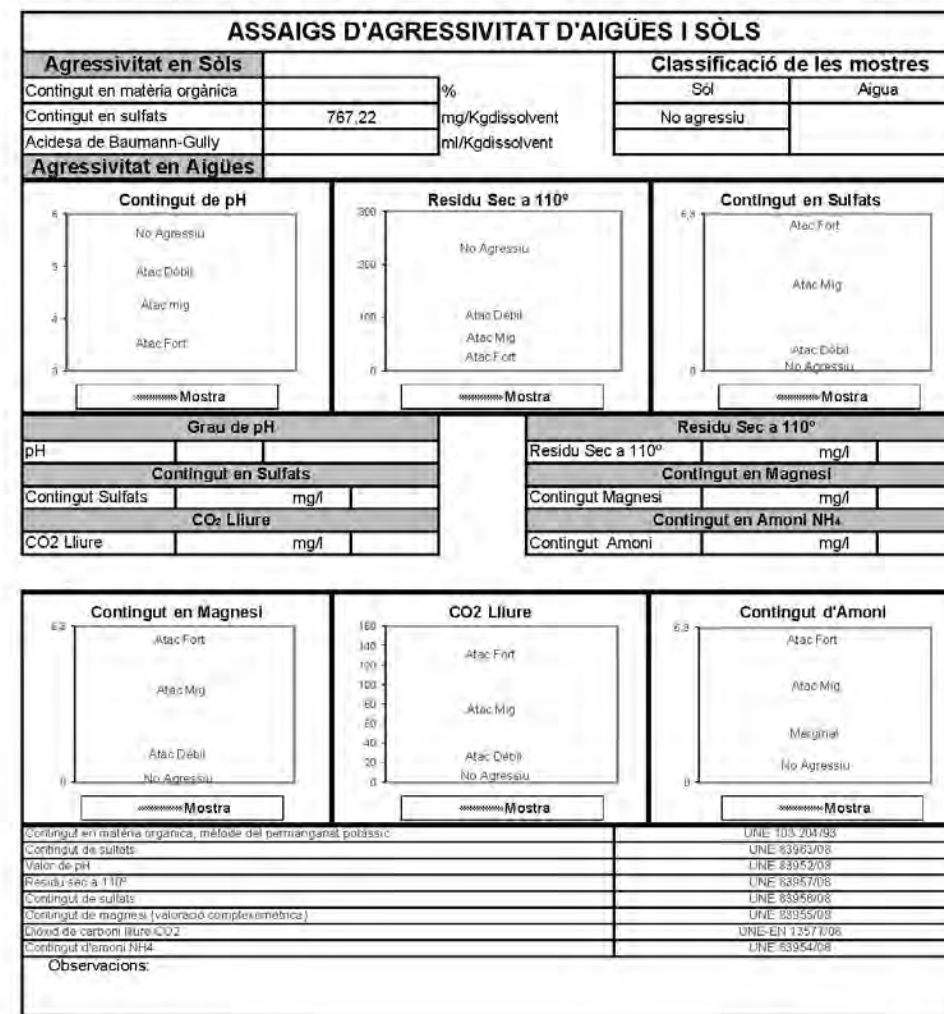 ASSAIGS D'AGRESSIVITAT D'AIGÜES I SÒLS
Agressivitat en Sòls
Classificació de les mostres
Contingut en matèria orgànica %
Sòl Aigua
Contingut en sulfats 767,22 mg/Kgdissolvent
No agressiu
Acidesa de Baumann-Gully ml/Kgdissolvent
Agressivitat en Aigües
Contingut de pH
6
5
4
3
No Agressiu
Atac Dèbil
Atac mig
Atac Fort
Mostra
Residu Sec a 110º
300
200
100
0
No Agressiu
Atac Dèbil
Atac Mig
Atac Fort
Mostra
Contingut en Sulfats
6,3
0
Atac Fort
Atac Mig
Atac Dèbil
No Agressiu
Mostra
Grau de pH
Residu Sec a 110º
pH
Residu Sec a 110º mg/l
Contingut en Sulfats
Contingut en Magnesi
Contingut Sulfats mg/l
Contingut Magnesi mg/l
CO2 Lliure
Contingut en Amoni NH4
CO2 Lliure mg/l
Contingut Amoni mg/l
Contingut en Magnesi
6,3
0
Atac Fort
Atac Mig
Atac Dèbil
No Agressiu
Mostra
CO2 Lliure
160
140
120
100
80
60
40
20
0
Atac Fort
Atac Mig
Atac Dèbil
No Agressiu
Mostra
Contingut d'Amoni
6,3
0
Atac Fort
Atac Mig
Marginal
No Agressiu
Mostra
Contingut en matèria orgànica, mètode del permanganat potàssic UNE 103 204/93
Contingut de sulfats UNE 83963/08
Valor de pH UNE 83952/08
Residu sec a 110º UNE 83957/08
Contingut de sulfats UNE 83956/08
Contingut de magnesi (valoració complexomètrica) UNE 83955/08
Diòxid de carboni lliure CO2 UNE-EN 13577/08
Contingut d'amoni NH4 UNE 83954/08
Observacions: